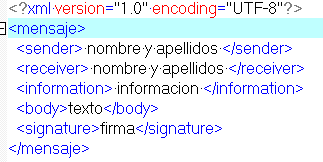 <?xml version="1.0" encoding="UTF-8"?>
<mensaje>
<sender> nombre y apellidos </sender>
<receiver> nombre y apellidos </receiver>
<information> informacion </information>
<body>texto</body>
<signature>firma</signature>
</mensaje>